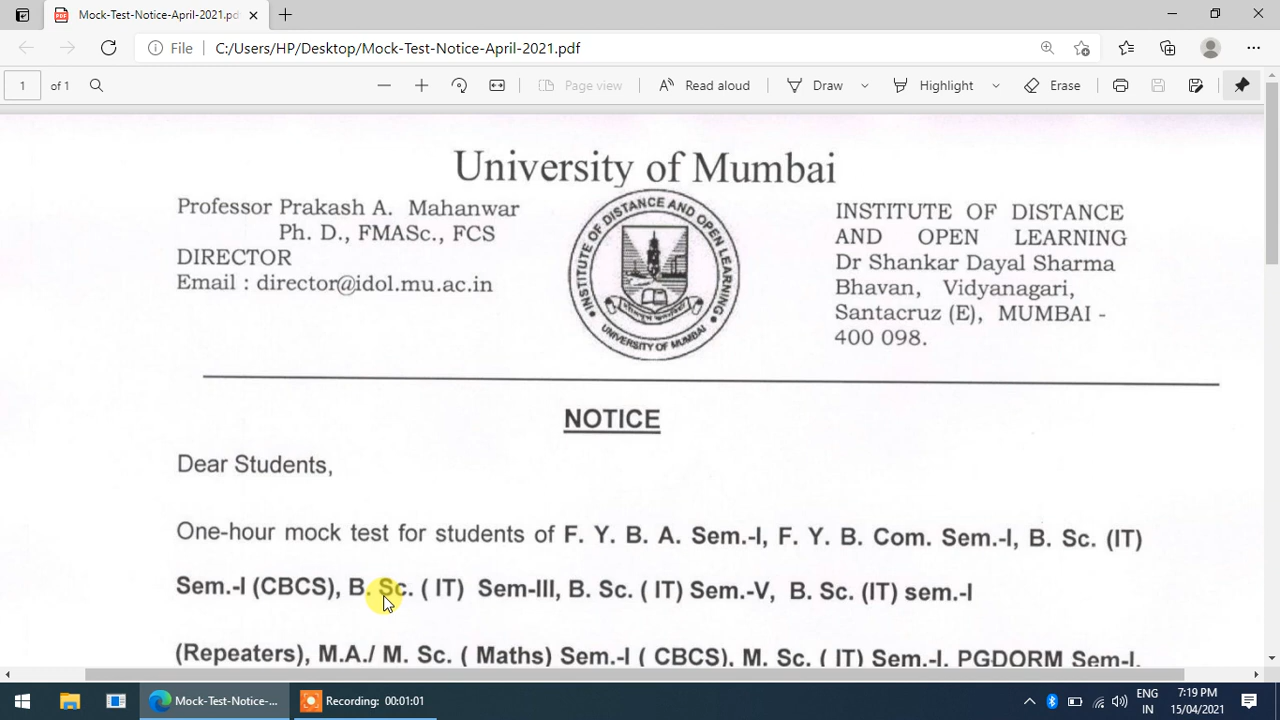 Mock-Test-Notice-April-2021.pd
File
C:/Users/HP/Desktop/Mock-Test-Notice-April-2021.pdf
1 of 1
Page view
Read aloud
Draw
Highlight
Erase
University of Mumbai
Professor Prakash A. Mahanwar
Ph. D., FMASc., FCS
DIRECTOR
Email : director@idol.mu.ac.in
INSTITUTE OF DISTANCE AND OPEN LEARNING
UNIVERSITY OF MUMBAI
INSTITUTE OF DISTANCE
AND OPEN LEARNING
Dr Shankar Dayal Sharma
Bhavan, Vidyanagari,
Santacruz (E), MUMBAI -
400 098.
NOTICE
Dear Students,
One-hour mock test for students of F. Y. B. A. Sem.-I, F. Y. B. Com. Sem.-I, B. Sc. (IT)
Sem.-I (CBCS), B. Sc. ( IT) Sem-III, B. Sc. ( IT) Sem.-V, B. Sc. (IT) sem.-I
(Repeaters), M.A./ M. Sc. ( Maths) Sem.-I ( CBCS), M. Sc. ( IT) Sem.-I, PGDORM Sem-I,
Mock-Test-Notice-...
Recording: 00:01:01
ENG
IN
7:19 PM
15/04/2021